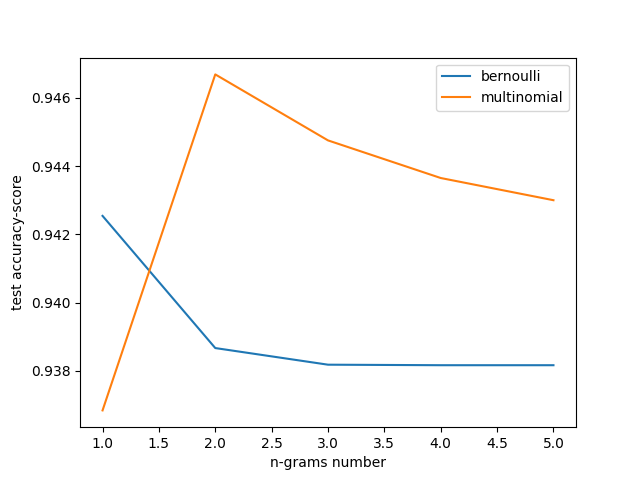 bernoulli
multinomial
0.946
0.944
0.942
0.940
0.938
test accuracy-score
1.0 1.5 2.0 2.5 3.0 3.5 4.0 4.5 5.0
n-grams number